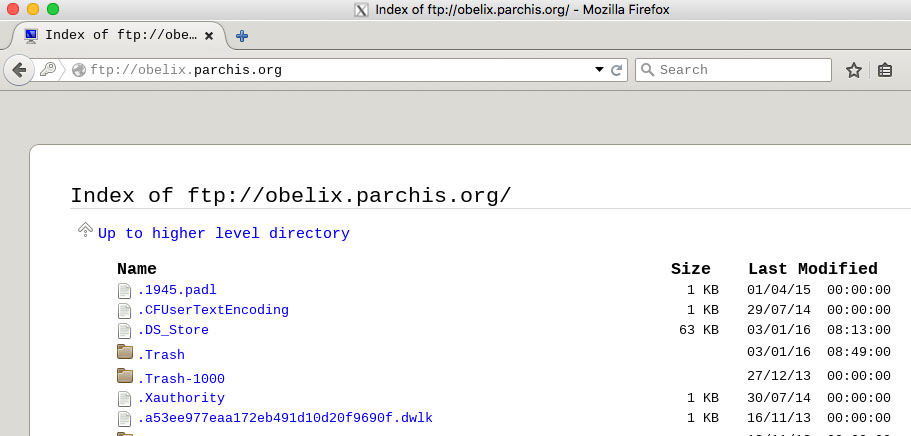 Index of ftp://obelix.parchis.org/ - Mozilla Firefox
Index of ftp://obe...
ftp://obelix.parchis.org
Search
Index of ftp://obelix.parchis.org/
Up to higher level directory
Name Size Last Modified
.1945.padl 1 KB 01/04/15 00:00:00
.CFUserTextEncoding 1 KB 29/07/14 00:00:00
.DS_Store 63 KB 03/01/16 08:13:00
.Trash 03/01/16 08:49:00
.Trash-1000 27/12/13 00:00:00
.Xauthority 1 KB 30/07/14 00:00:00
.a53ee977eaa172eb491d10d20f9690f.dwlk 1 KB 16/11/13 00:00:00